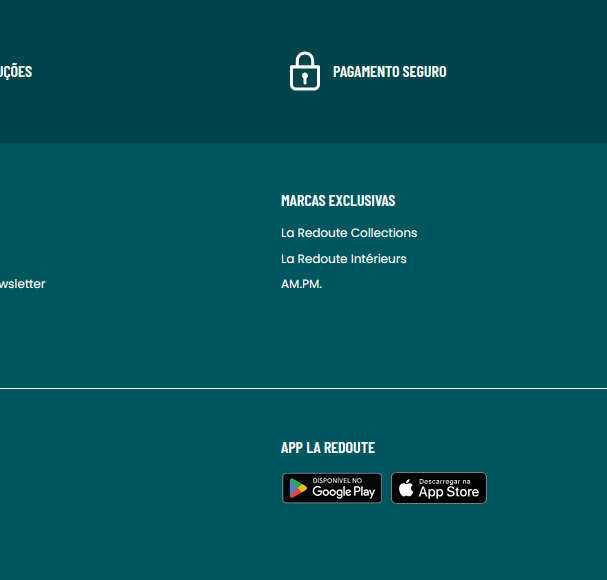 UÇÕES
PAGAMENTO SEGURO
MARCAS EXCLUSIVAS
La Redoute Collections
La Redoute Intérieurs
wsletter
AM.PM.
APP LA REDOUTE
DISPONÍVEL NO
Google Play
Descarregar na
App Store